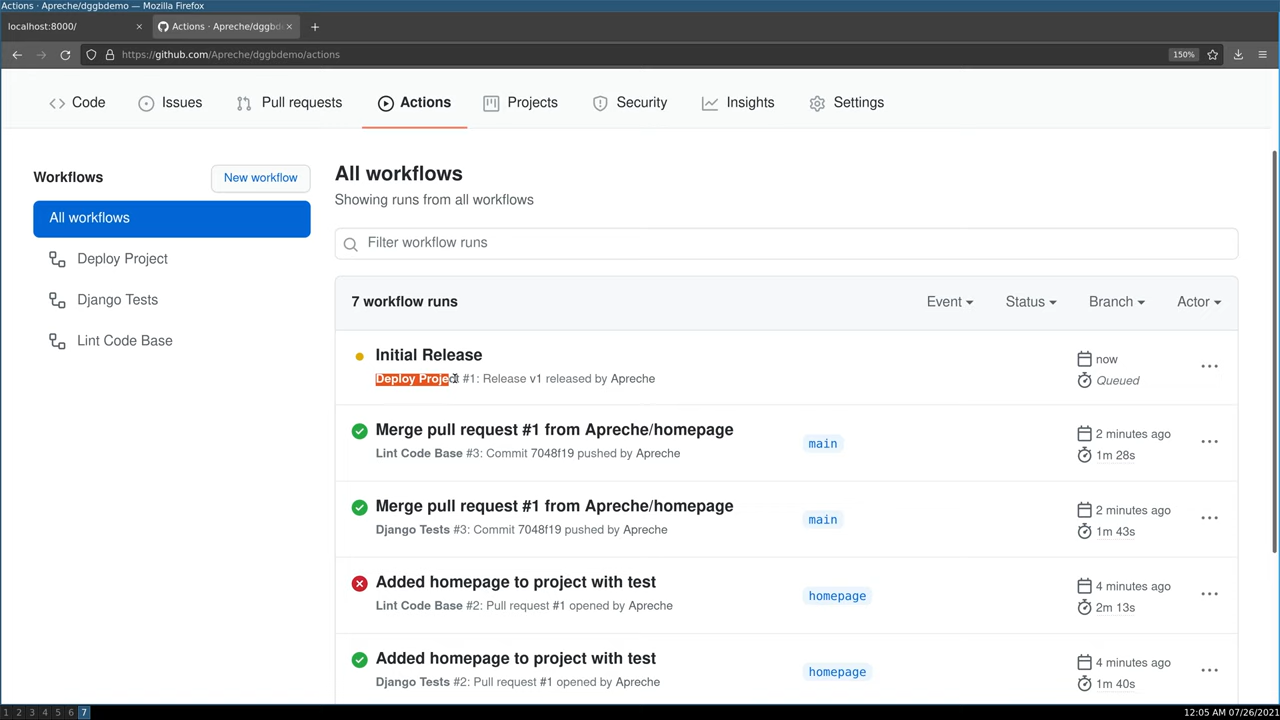 Actions · Apreche/dggbdemo — Mozilla Firefox
localhost:8000/ ×
Actions · Apreche/dggbd ×
https://github.com/Apreche/dggbdemo/actions 150%
Code Issues Pull requests Actions Projects Security Insights Settings
Workflows
New workflow
All workflows
Deploy Project
Django Tests
Lint Code Base
All workflows
Showing runs from all workflows
Filter workflow runs
7 workflow runs Event Status Branch Actor
Initial Release
Deploy Project #1: Release v1 released by Apreche
now
Queued
Merge pull request #1 from Apreche/homepage
Lint Code Base #3: Commit 7048f19 pushed by Apreche
main
2 minutes ago
1m 28s
Merge pull request #1 from Apreche/homepage
Django Tests #3: Commit 7048f19 pushed by Apreche
main
2 minutes ago
1m 43s
Added homepage to project with test
Lint Code Base #2: Pull request #1 opened by Apreche
homepage
4 minutes ago
2m 13s
Added homepage to project with test
Django Tests #2: Pull request #1 opened by Apreche
homepage
4 minutes ago
1m 40s
1 2 3 4 5 6 7
12:05 AM 07/26/2021